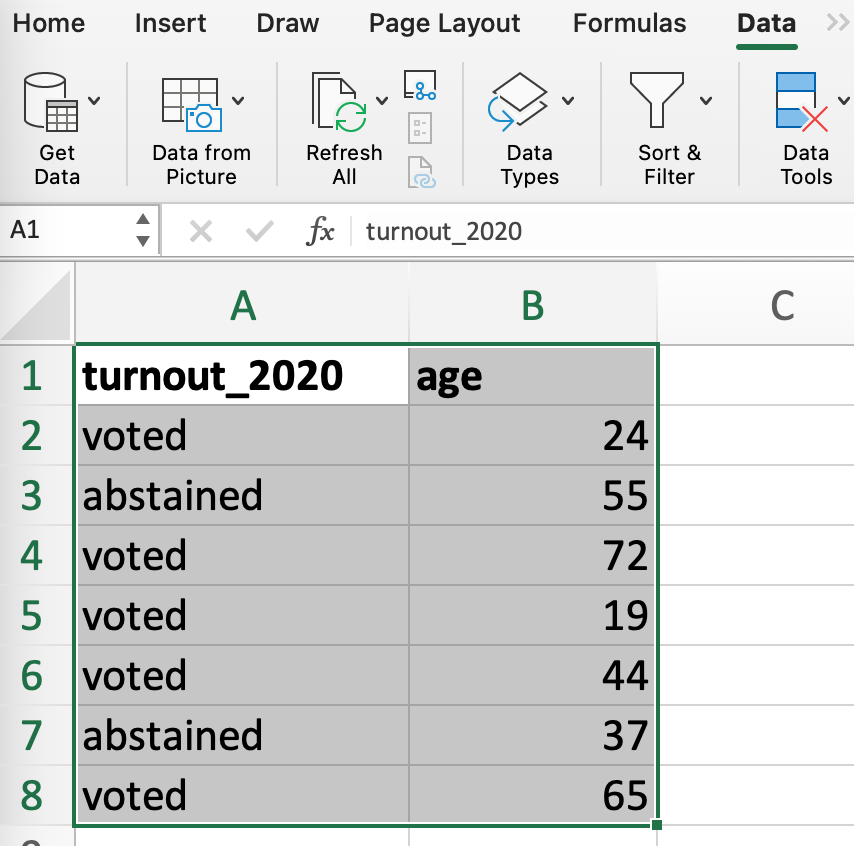 Home Insert Draw Page Layout Formulas Data >>
Get Data
Data from Picture
Refresh All
Data Types
Sort & Filter
Data Tools
A1 fx turnout_2020
A B C
1 turnout_2020 age
2 voted 24
3 abstained 55
4 voted 72
5 voted 19
6 voted 44
7 abstained 37
8 voted 65